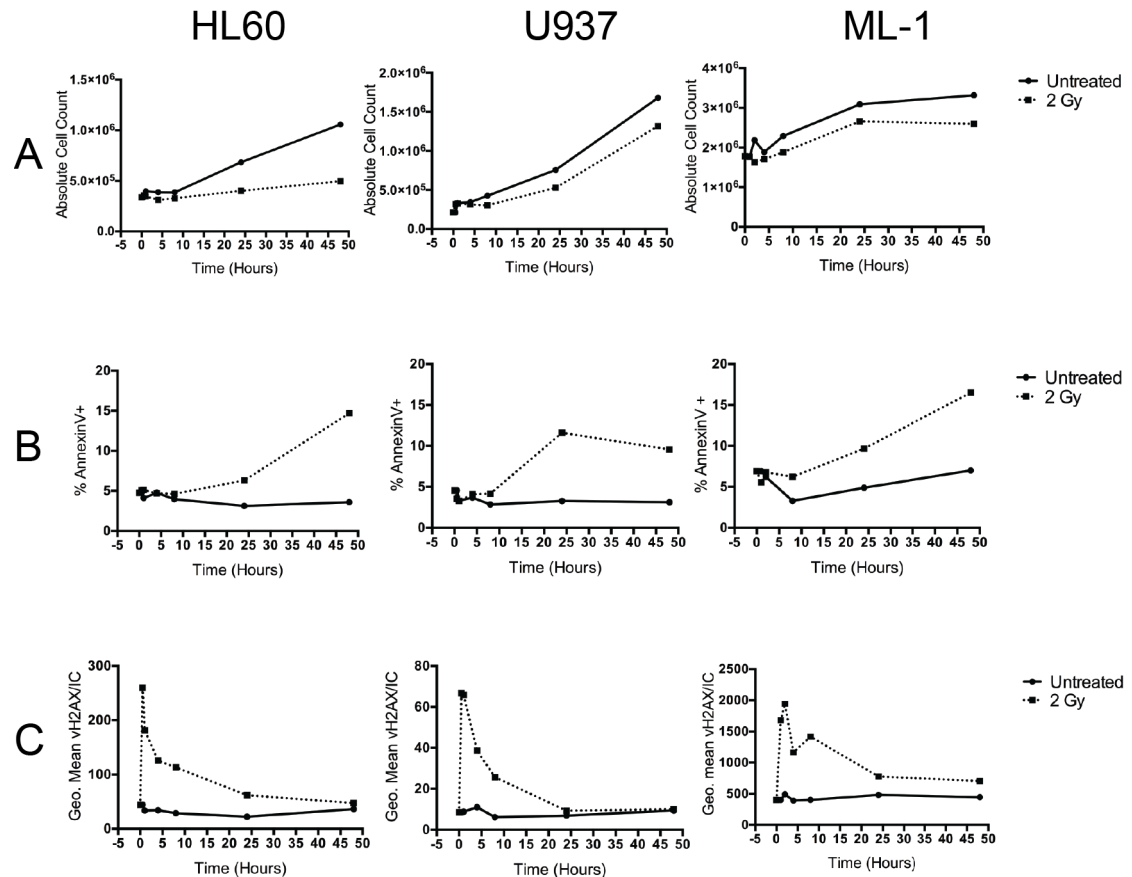 HL60 U937 ML-1
A
Absolute Cell Count
1.5×10⁶
1.0×10⁶
5.0×10⁵
0.0
-5 0 5 10 15 20 25 30 35 40 45 50
Time (Hours)
Absolute Cell Count
2.0×10⁶
1.5×10⁶
1.0×10⁶
5.0×10⁵
0.0
-5 0 5 10 15 20 25 30 35 40 45 50
Time (Hours)
Absolute Cell Count
4×10⁶
3×10⁶
2×10⁶
1×10⁶
0
0 5 10 15 20 25 30 35 40 45 50
Time (Hours)
Untreated
2 Gy
B
% AnnexinV+
20
15
10
5
0
-5 0 5 10 15 20 25 30 35 40 45 50
Time (Hours)
% AnnexinV+
20
15
10
5
0
-5 0 5 10 15 20 25 30 35 40 45 50
Time (Hours)
% AnnexinV +
20
15
10
5
0
-5 0 5 10 15 20 25 30 35 40 45 50
Time (Hours)
Untreated
2 Gy
C
Geo. Mean vH2AX/IC
300
200
100
0
-5 0 5 10 15 20 25 30 35 40 45 50
Time (Hours)
Geo. Mean vH2AX/IC
80
60
40
20
0
-5 0 5 10 15 20 25 30 35 40 45 50
Time (Hours)
Geo. mean vH2AX/IC
2500
2000
1500
1000
500
0
-5 0 5 10 15 20 25 30 35 40 45 50
Time (Hours)
Untreated
2 Gy